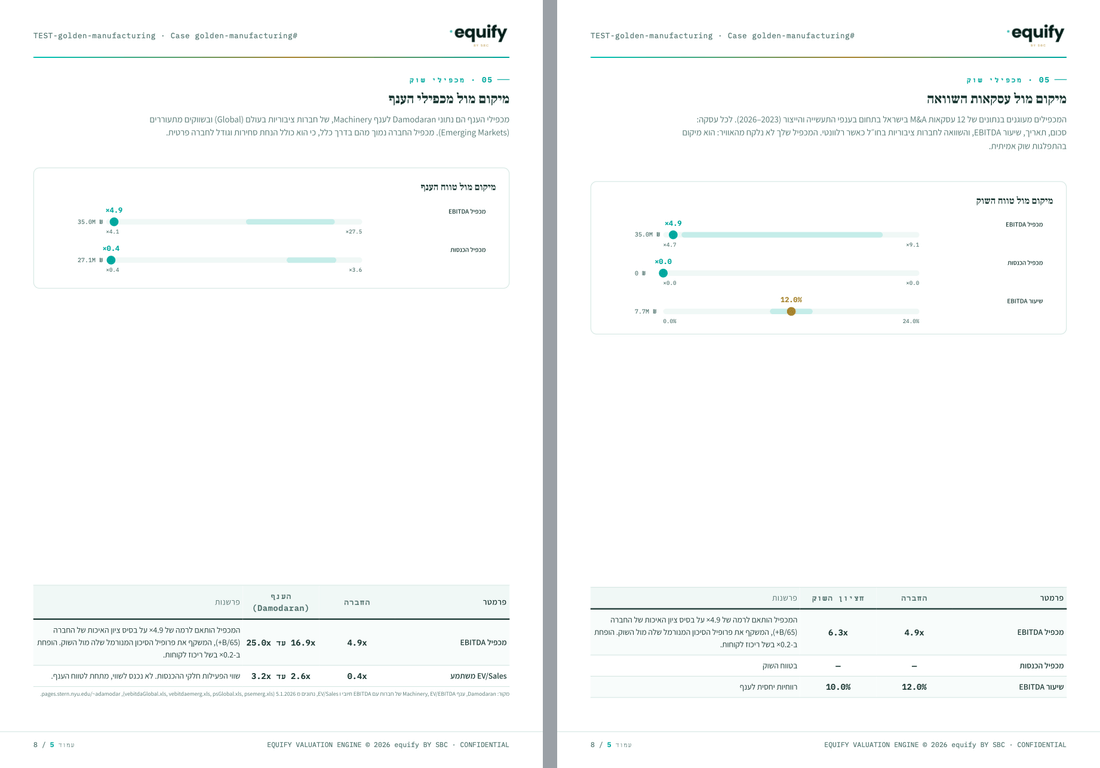 TEST-golden-manufacturing · Case golden-manufacturing#
equify
BY SBC
05 · מכפילי שוק
מיקום מול מכפילי הענף
מכפילי הענף הם נתוני Damodaran לענף Machinery, של חברות ציבוריות בעולם (Global) ובשווקים מתעוררים
(Emerging Markets). מכפיל החברה נמוך מהם בדרך כלל, כי הוא כולל הנחת סחירות וגודל לחברה פרטית.
מיקום מול טווח הענף
מכפיל EBITDA
×4.9
35.0M ₪
×4.1
×27.5
מכפיל הכנסות
×0.4
27.1M ₪
×0.4
×3.6
פרמטר
החברה
הענף
(Damodaran)
פרשנות
מכפיל EBITDA
4.9x
16.9x עד 25.0x
המכפיל הותאם לרמה של 4.9× על בסיס ציון האיכות של החברה
(65/B+), המשקף את פרופיל הסיכון המנורמל שלה מול השוק. הופחת
ב-0.2× בשל ריכוז לקוחות.
EV/Sales משתמע
0.4x
2.6x עד 3.2x
שווי הפעילות חלקי ההכנסות. לא נכנס לשווי, מתחת לטווח הענף.
עמוד 5 / 8
EQUIFY VALUATION ENGINE © 2026 equify BY SBC · CONFIDENTIAL
TEST-golden-manufacturing · Case golden-manufacturing#
equify
BY SBC
05 · מכפילי שוק
מיקום מול עסקאות השוואה
המכפילים מעוגנים בנתונים של 12 עסקאות M&A בישראל בתחום בענפי התעשייה והייצור (2023–2026). לכל עסקה:
סכום, תאריך, שיעור EBITDA, והשוואה לחברות ציבוריות בחו״ל כאשר רלוונטי. המכפיל שלך לא נלקח מהאוויר: הוא מיקום
בהתפלגות שוק אמיתית.
מיקום מול טווח השוק
מכפיל EBITDA
×4.9
35.0M ₪
×4.7
×9.1
מכפיל הכנסות
×0.0
0 ₪
×0.0
×0.0
שיעור EBITDA
12.0%
7.7M ₪
0.0%
24.0%
פרמטר
החברה
חציון השוק
פרשנות
מכפיל EBITDA
4.9x
6.3x
המכפיל הותאם לרמה של 4.9× על בסיס ציון האיכות של החברה
(65/B+), המשקף את פרופיל הסיכון המנורמל שלה מול השוק. הופחת
ב-0.2× בשל ריכוז לקוחות.
מכפיל הכנסות
—
—
בטווח השוק
שיעור EBITDA
12.0%
10.0%
רווחיות יחסית לענף
עמוד 5 / 8
EQUIFY VALUATION ENGINE © 2026 equify BY SBC · CONFIDENTIAL